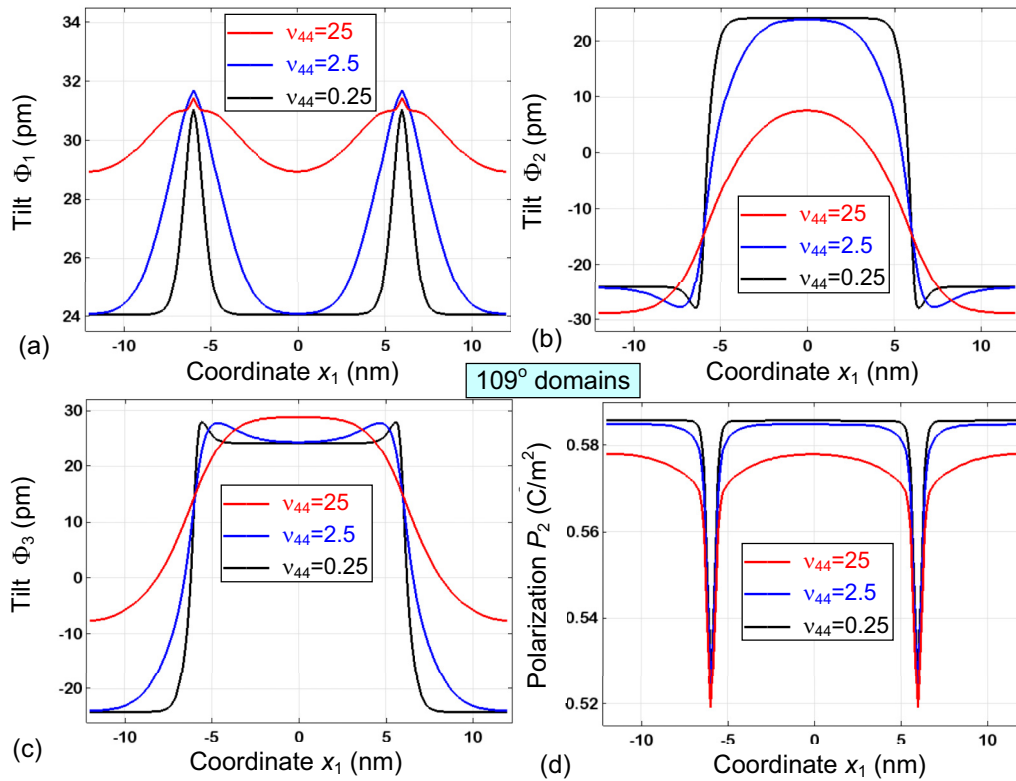 34
32
30
28
26
24
-10
-5
0
5
10
Tilt Φ₁ (pm)
Coordinate x₁ (nm)
ν₄₄=25
ν₄₄=2.5
ν₄₄=0.25
(a)
20
10
0
-10
-20
-30
-10
-5
0
5
10
Tilt Φ₂ (pm)
Coordinate x₁ (nm)
ν₄₄=25
ν₄₄=2.5
ν₄₄=0.25
(b)
109° domains
30
20
10
0
-10
-20
-10
-5
0
5
10
Tilt Φ₃ (pm)
Coordinate x₁ (nm)
ν₄₄=25
ν₄₄=2.5
ν₄₄=0.25
(c)
0.58
0.56
0.54
0.52
-10
-5
0
5
10
Polarization P₂ (C/m²)
Coordinate x₁ (nm)
ν₄₄=25
ν₄₄=2.5
ν₄₄=0.25
(d)